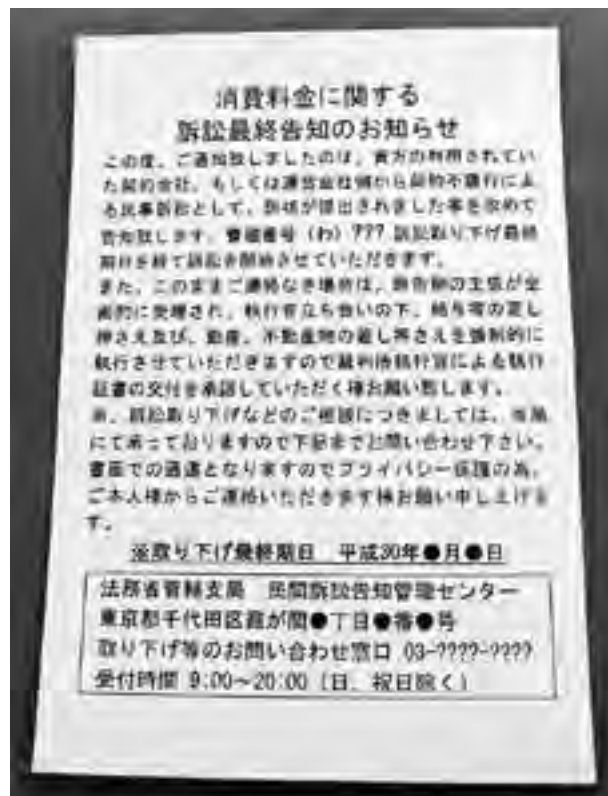 消費料金に関する
訴訟最終告知のお知らせ
この度、ご通知致しましたのは、貴方の利用されてい
た契約会社、もしくは運営会社側から契約不履行によ
る民事訴訟として、訴状が提出されました事を改めて
告知致します。管理番号(わ)??? 訴訟取り下げ最終
期日を経て訴訟を開始させていただきます。
また、このままご連絡なき場合は、原告側の主張が全
面的に受理され、執行官立ち会いの下、給与等の差し
押さえ及び、動産、不動産物の差し押さえを強制的に
執行させていただきますので裁判所執行官による執行
証書の交付を承諾していただく様お願い致します。
尚、訴訟取り下げなどのご相談につきましては、当局
にて承っておりますので下記までお問い合わせ下さい。
書面での通達となりますのでプライバシー保護の為、
ご本人様からご連絡いただきます様お願い申し上げま
す。
※取り下げ最終期日 平成30年●月●日
法務省管轄支局 民間訴訟告知管理センター
東京都千代田区霞が関●丁目●番●号
取り下げ等のお問い合わせ窓口 03-????-????
受付時間 9:00~20:00(日、祝日除く)